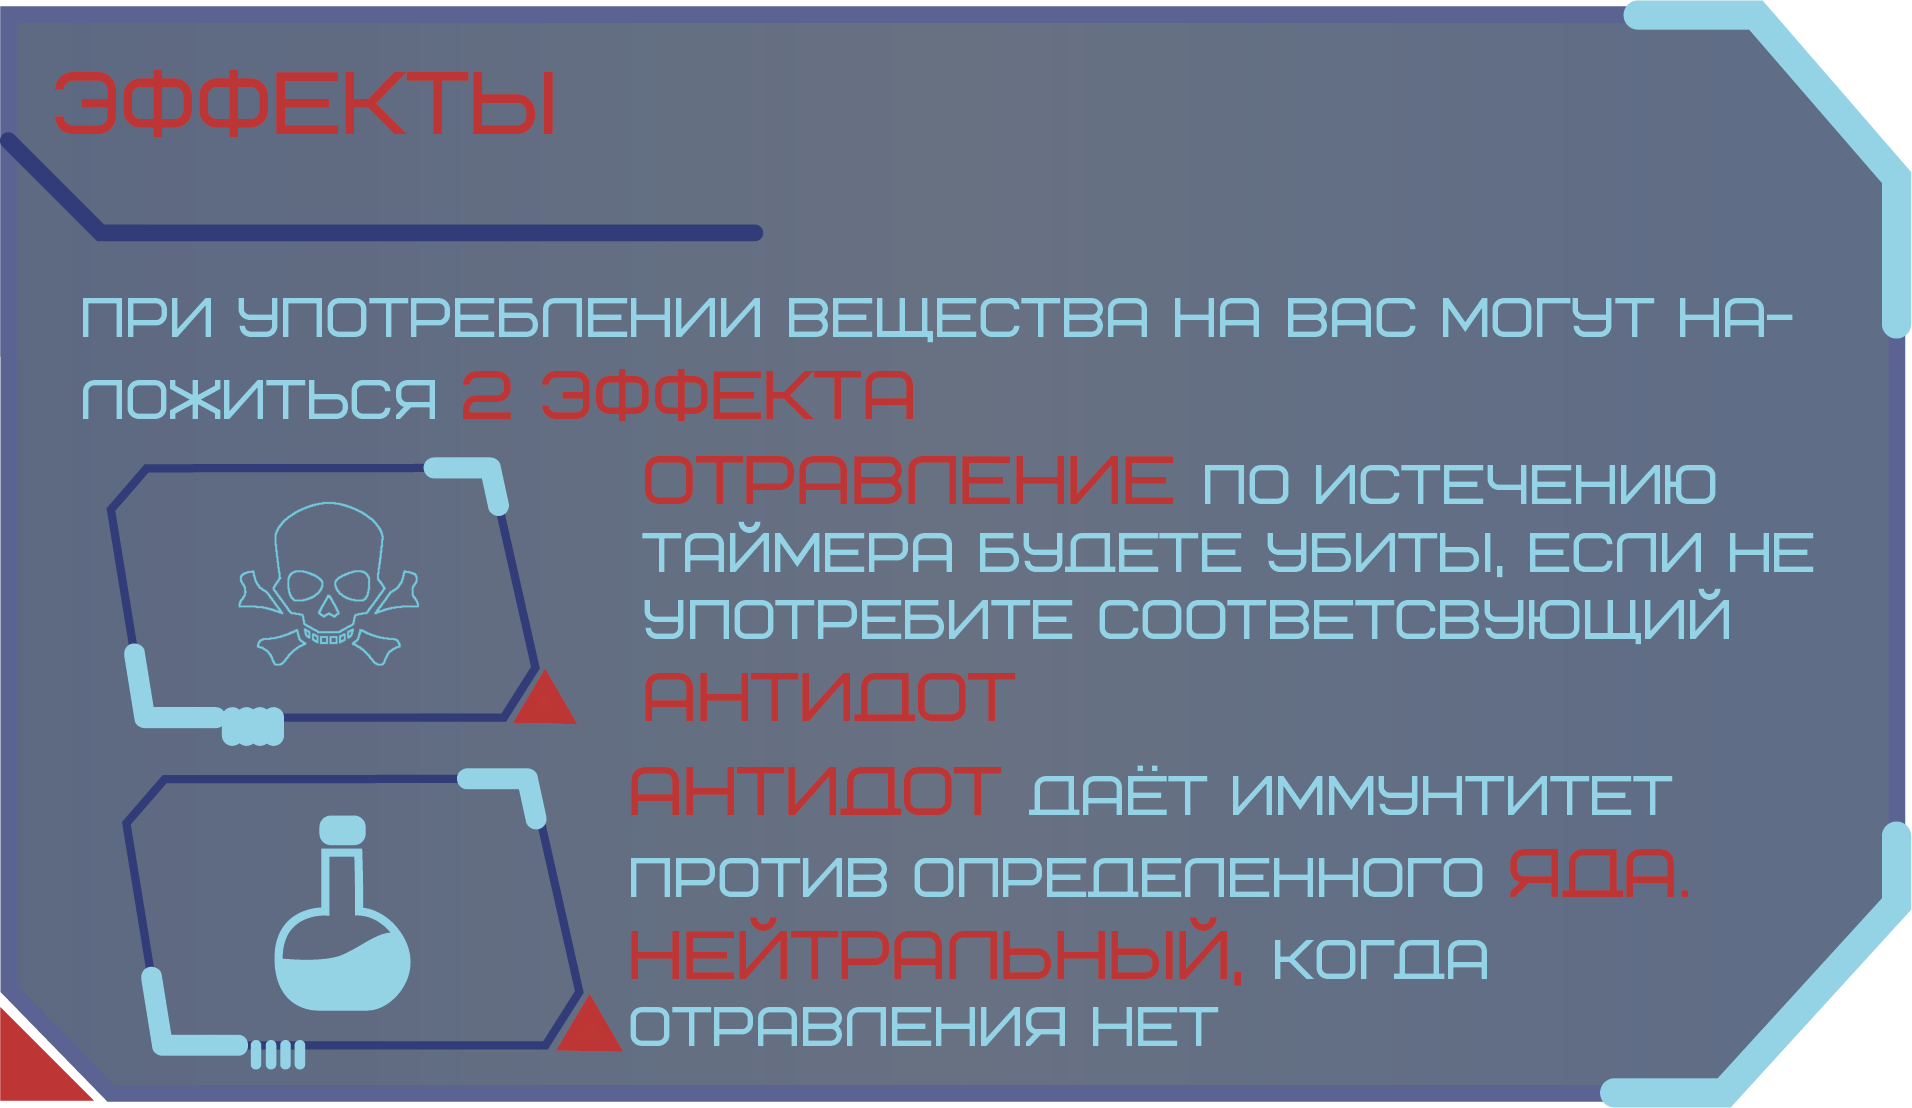 ЭФФЕКТЫ
ПРИ УПОТРЕБЛЕНИИ ВЕЩЕСТВА НА ВАС МОГУТ НА-
ЛОЖИТЬСЯ 2 ЭФФЕКТА
ОТРАВЛЕНИЕ ПО ИСТЕЧЕНИЮ
ТАЙМЕРА БУДЕТЕ УБИТЫ, ЕСЛИ НЕ
УПОТРЕБИТЕ СООТВЕТСВУЮЩИЙ
АНТИДОТ
АНТИДОТ ДАЁТ ИММУНТИТЕТ
ПРОТИВ ОПРЕДЕЛЕННОГО ЯДА.
НЕЙТРАЛЬНЫЙ, КОГДА
ОТРАВЛЕНИЯ НЕТ